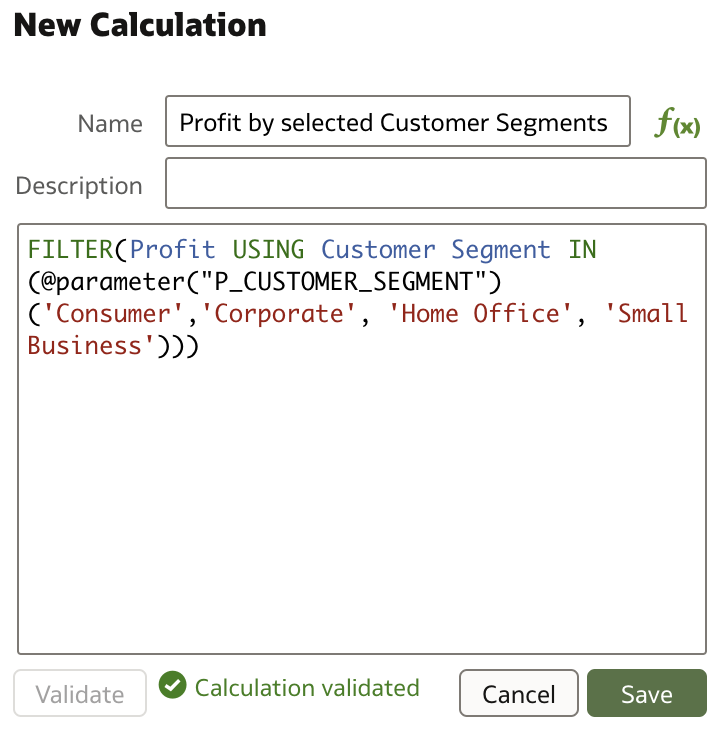 New Calculation
Name
Profit by selected Customer Segments
f(x)
Description
FILTER(Profit USING Customer Segment IN
(@parameter("P_CUSTOMER_SEGMENT")
('Consumer','Corporate', 'Home Office', 'Small
Business')))
Validate
Calculation validated
Cancel
Save